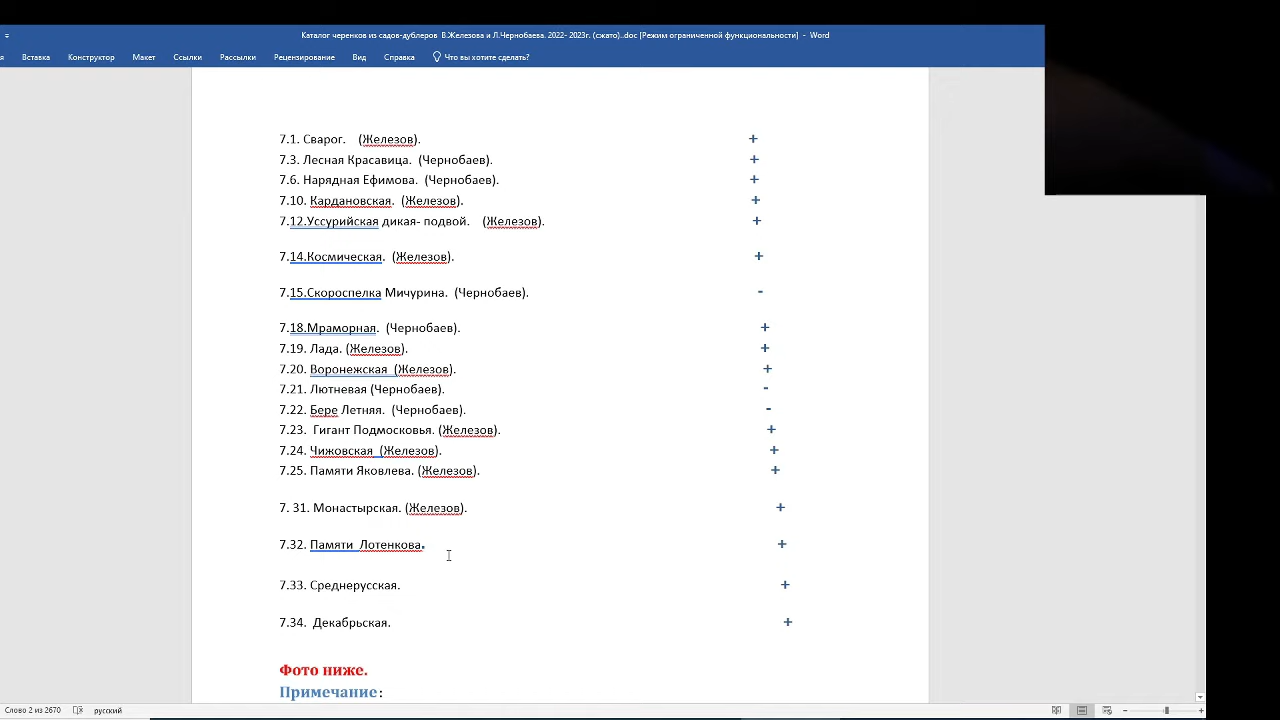 Каталог черенков из садов-дублеров В.Железова и Л.Чернобаева. 2022- 2023г. (сжато)..doc [Режим ограниченной функциональности] - Word
я Вставка Конструктор Макет Ссылки Рассылки Рецензирование Вид Справка Что вы хотите сделать?
7.1. Сварог. (Железов). +
7.3. Лесная Красавица. (Чернобаев). +
7.6. Нарядная Ефимова. (Чернобаев). +
7.10. Кардановская. (Железов). +
7.12.Уссурийская дикая- подвой. (Железов). +
7.14.Космическая. (Железов). +
7.15.Скороспелка Мичурина. (Чернобаев). -
7.18.Мраморная. (Чернобаев). +
7.19. Лада. (Железов). +
7.20. Воронежская (Железов). +
7.21. Лютневая (Чернобаев). -
7.22. Бере Летняя. (Чернобаев). -
7.23. Гигант Подмосковья. (Железов). +
7.24. Чижовская (Железов). +
7.25. Памяти Яковлева. (Железов). +
7. 31. Монастырская. (Железов). +
7.32. Памяти Лотенкова. +
7.33. Среднерусская. +
7.34. Декабрьская. +
Фото ниже.
Примечание:
Слово 2 из 2670 русский